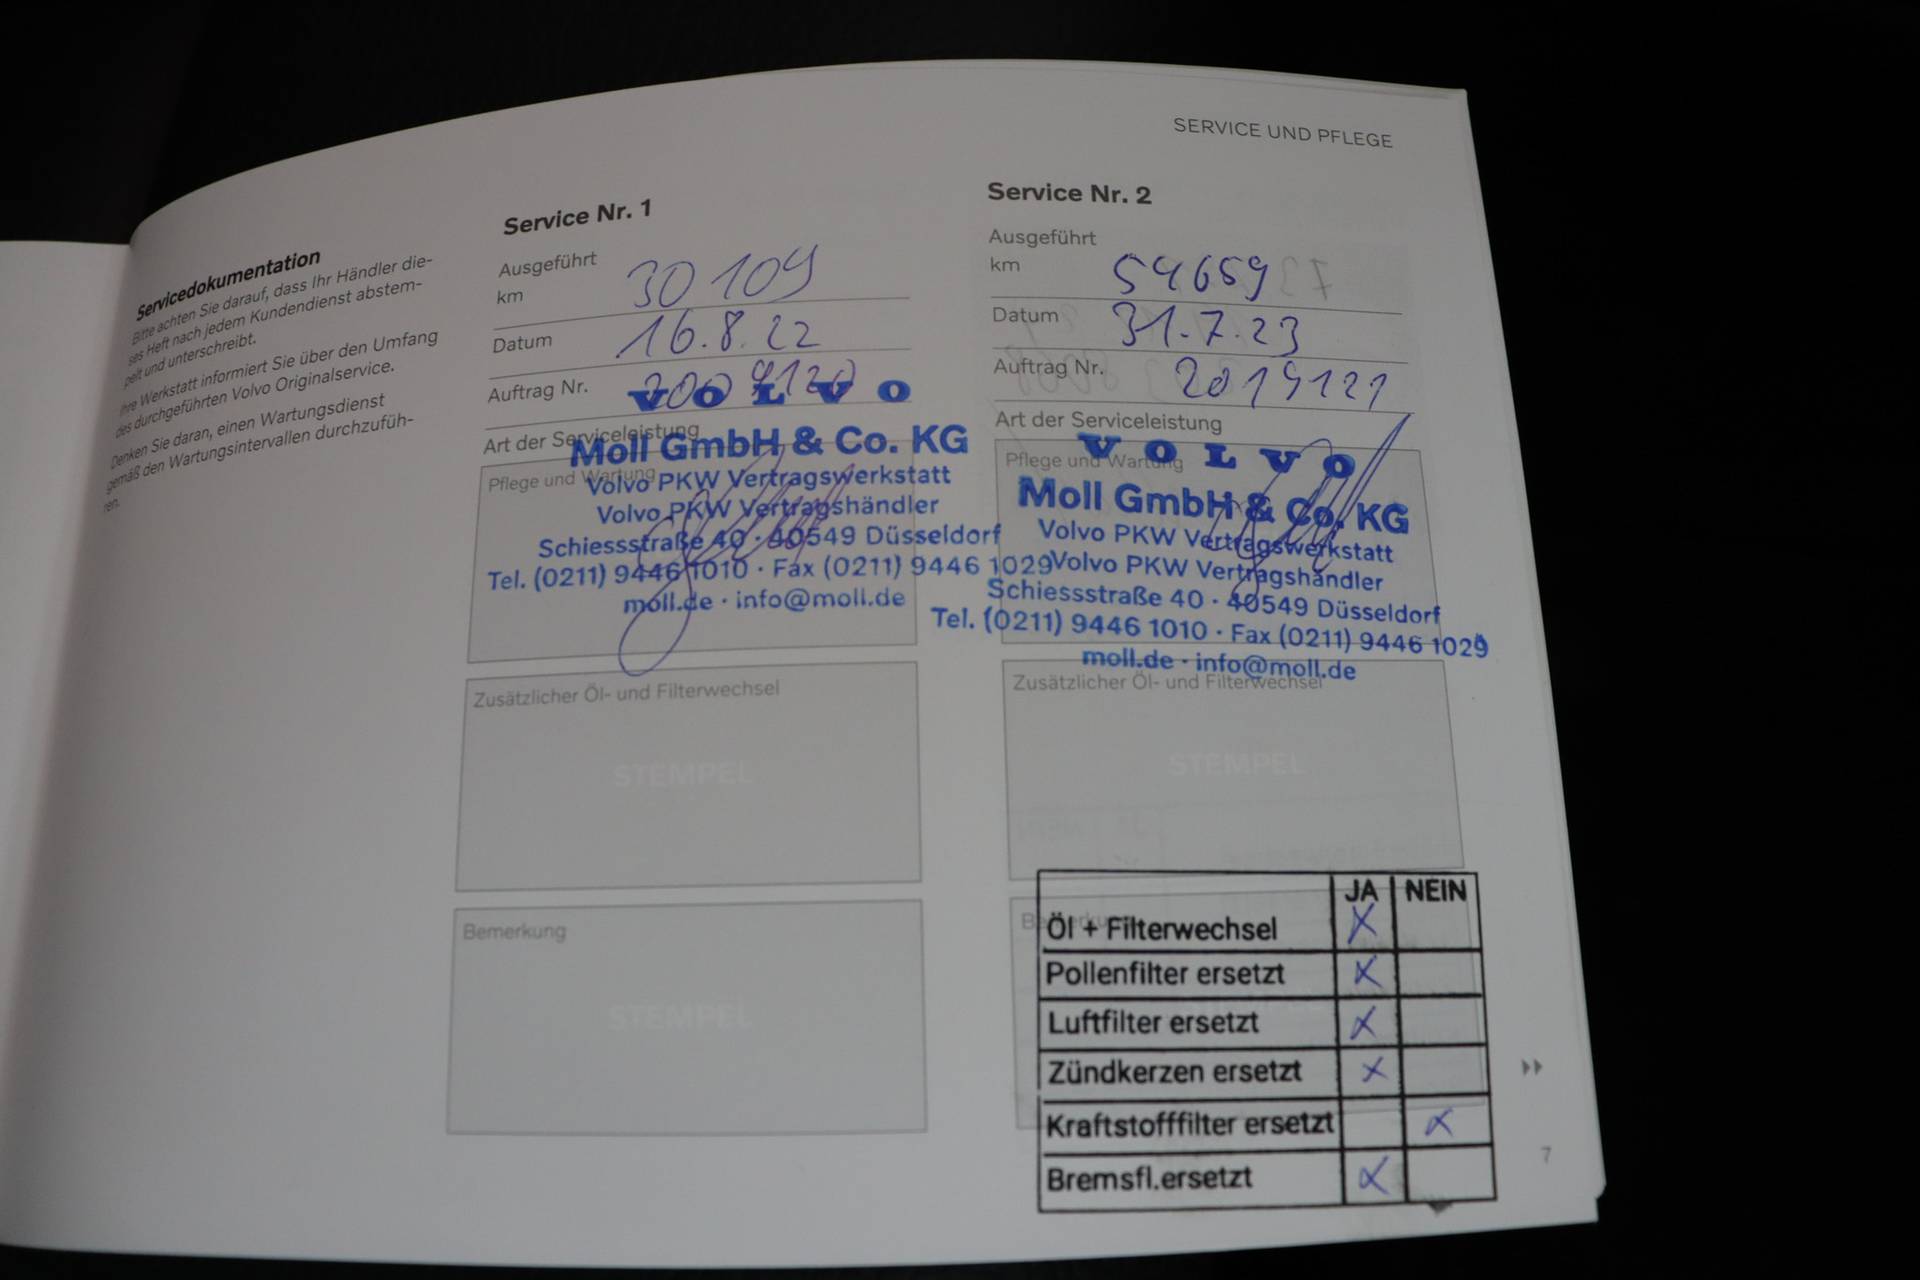 SERVICE UND PFLEGE
Servicedokumentation
Bitte achten Sie darauf, dass Ihr Händler die-
ses Heft nach jedem Kundendienst abstem-
pelt und unterschreibt.
Ihre Werkstatt informiert Sie über den Umfang
des durchgeführten Volvo Originalservice.
Denken Sie daran, einen Wartungsdienst
gemäß den Wartungsintervallen durchzufüh-
ren.
Service Nr. 1
Ausgeführt
km 30 109
Datum 16.8.22
Auftrag Nr.
VOLVO
Art der Serviceleistung
Moll GmbH & Co. KG
Pflege und Wartung
Volvo PKW Vertragswerkstatt
Volvo PKW Vertragshändler
Schiessstraße 40 · 40549 Düsseldorf
Tel. (0211) 9446 1010 · Fax (0211) 9446 1029
moll.de · info@moll.de
Zusätzlicher Öl- und Filterwechsel
STEMPEL
Bemerkung
STEMPEL
Service Nr. 2
Ausgeführt
km 54659
Datum 31.7.23
Auftrag Nr. 2019121
Art der Serviceleistung
VOLVO
Pflege und Wartung
Moll GmbH & Co. KG
Volvo PKW Vertragswerkstatt
Volvo PKW Vertragshändler
Schiessstraße 40 · 40549 Düsseldorf
Tel. (0211) 9446 1010 · Fax (0211) 9446 1029
moll.de · info@moll.de
Zusätzlicher Öl- und Filterwechsel
STEMPEL
Bemerkung
JA NEIN
Öl + Filterwechsel X
Pollenfilter ersetzt X
Luftfilter ersetzt X
Zündkerzen ersetzt X
Kraftstofffilter ersetzt X
Bremsfl.ersetzt X
7